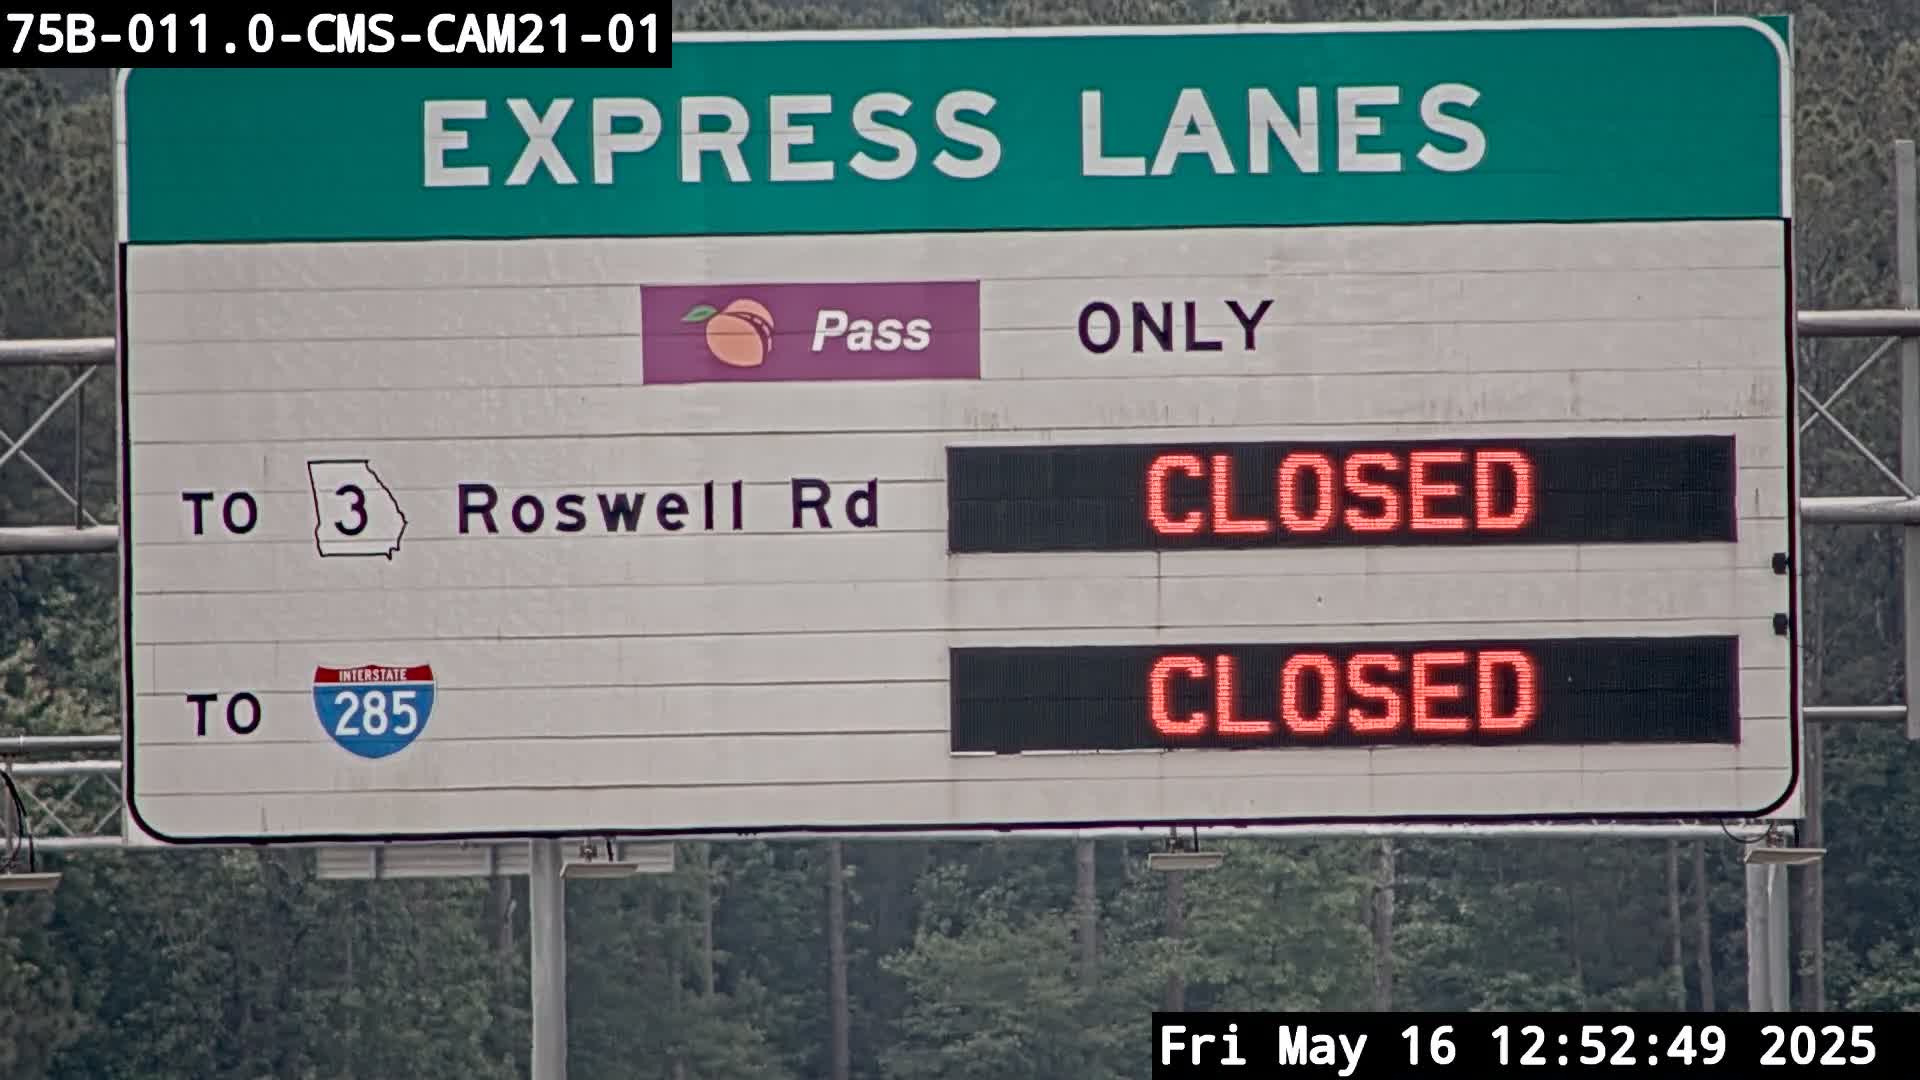 75B-011.0-CMS-CAM21-01
EXPRESS LANES
Pass ONLY
TO 3 Roswell Rd CLOSED
TO INTERSTATE 285 CLOSED
Fri May 16 12:52:49 2025